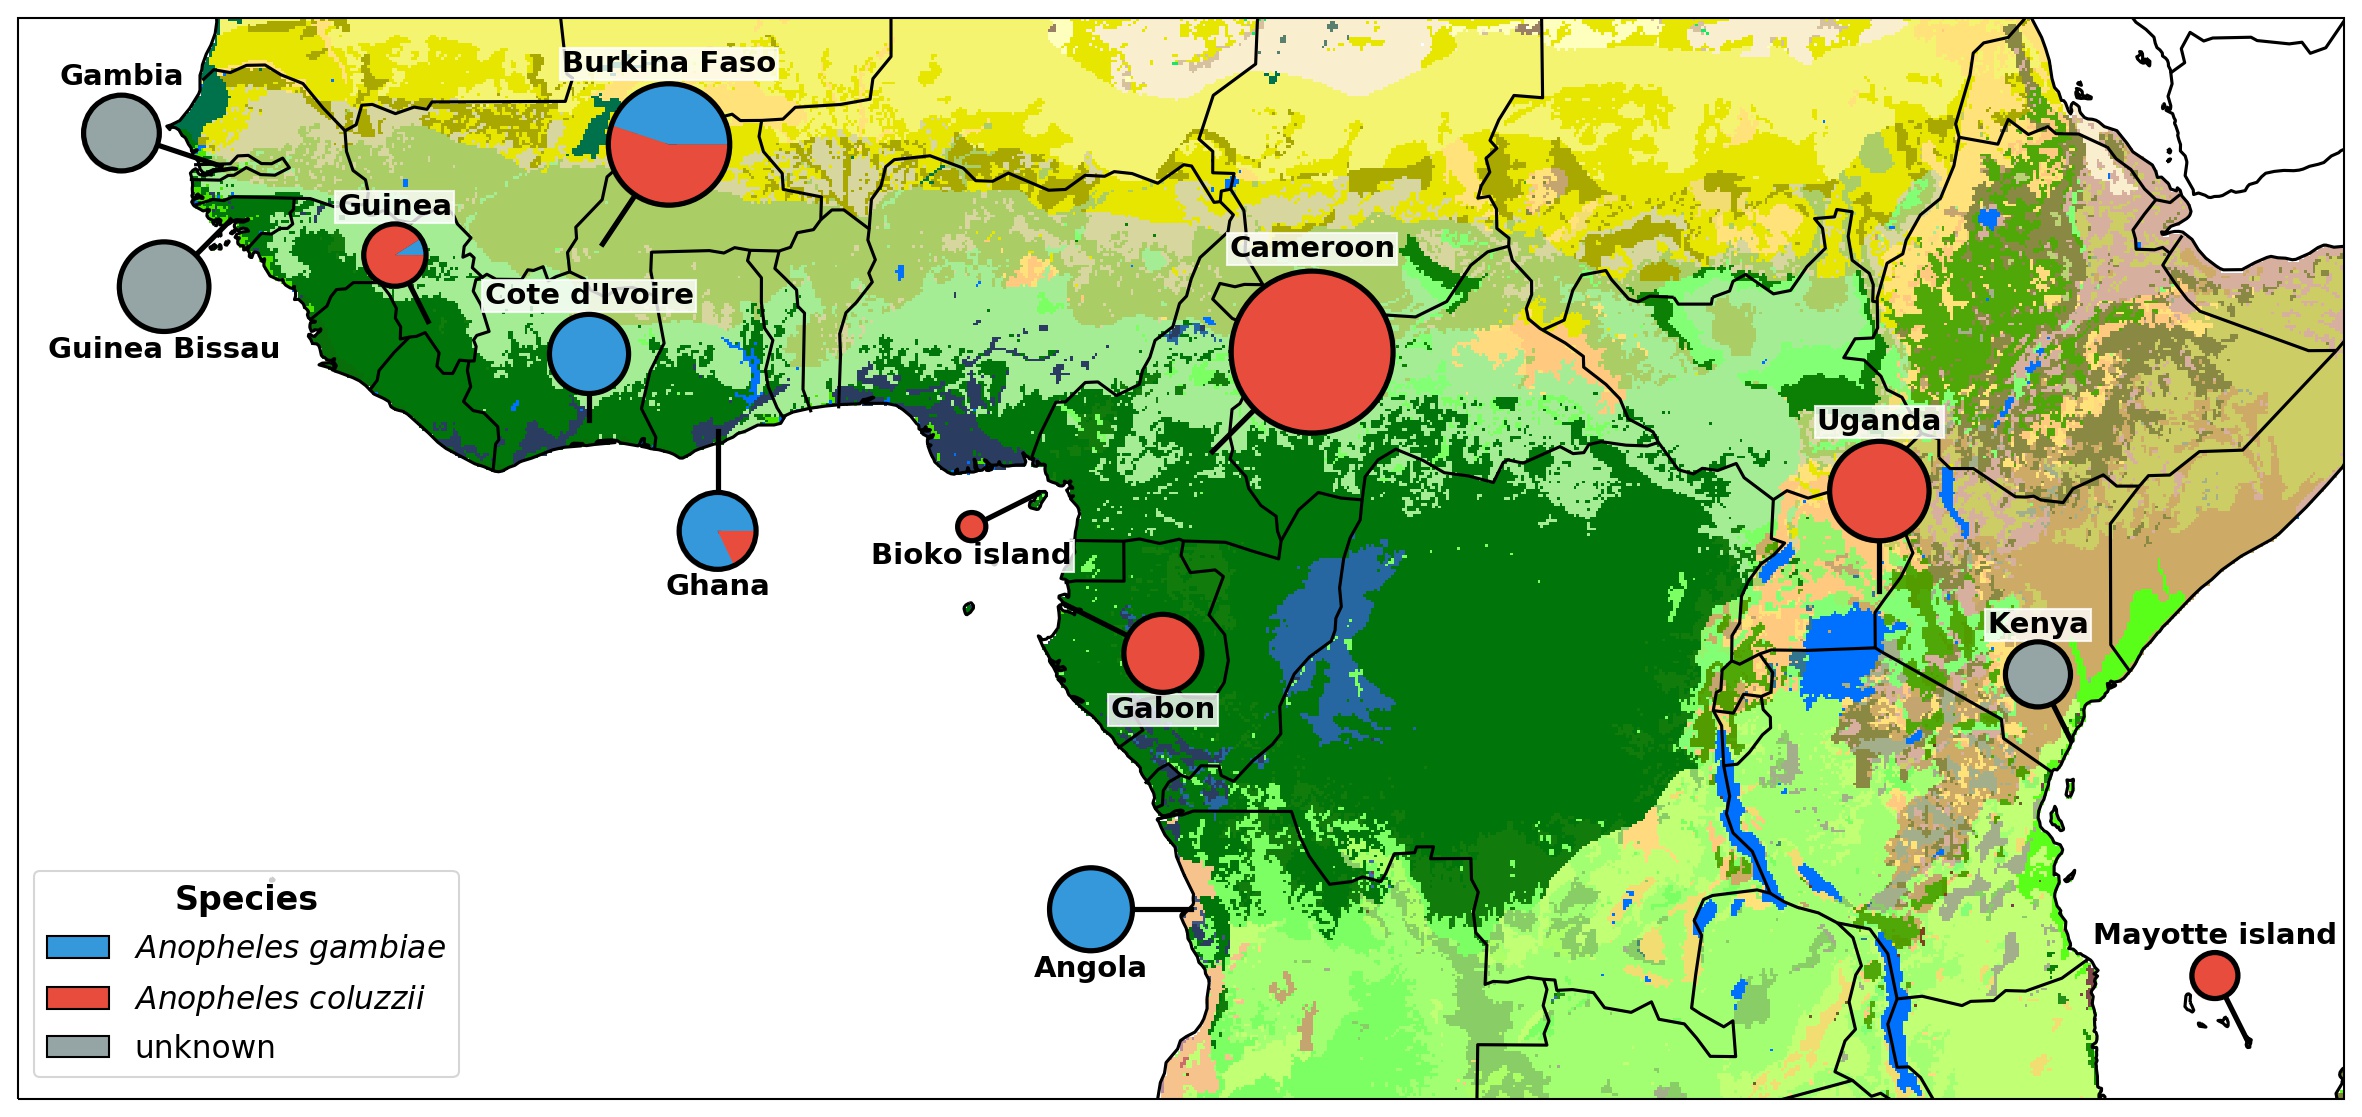 Burkina Faso
Gambia
Guinea
Cameroon
Cote d'Ivoire
Guinea Bissau
Uganda
Bioko island
Ghana
Kenya
Gabon
Mayotte island
Angola
Species
Anopheles gambiae
Anopheles coluzzii
unknown